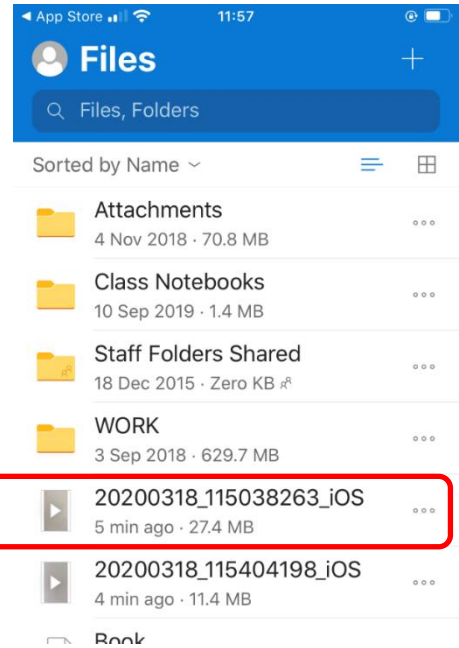 App Store 11:57
Files
Files, Folders
Sorted by Name
Attachments
4 Nov 2018 · 70.8 MB
Class Notebooks
10 Sep 2019 · 1.4 MB
Staff Folders Shared
18 Dec 2015 · Zero KB
WORK
3 Sep 2018 · 629.7 MB
20200318_115038263_iOS
5 min ago · 27.4 MB
20200318_115404198_iOS
4 min ago · 11.4 MB
Book